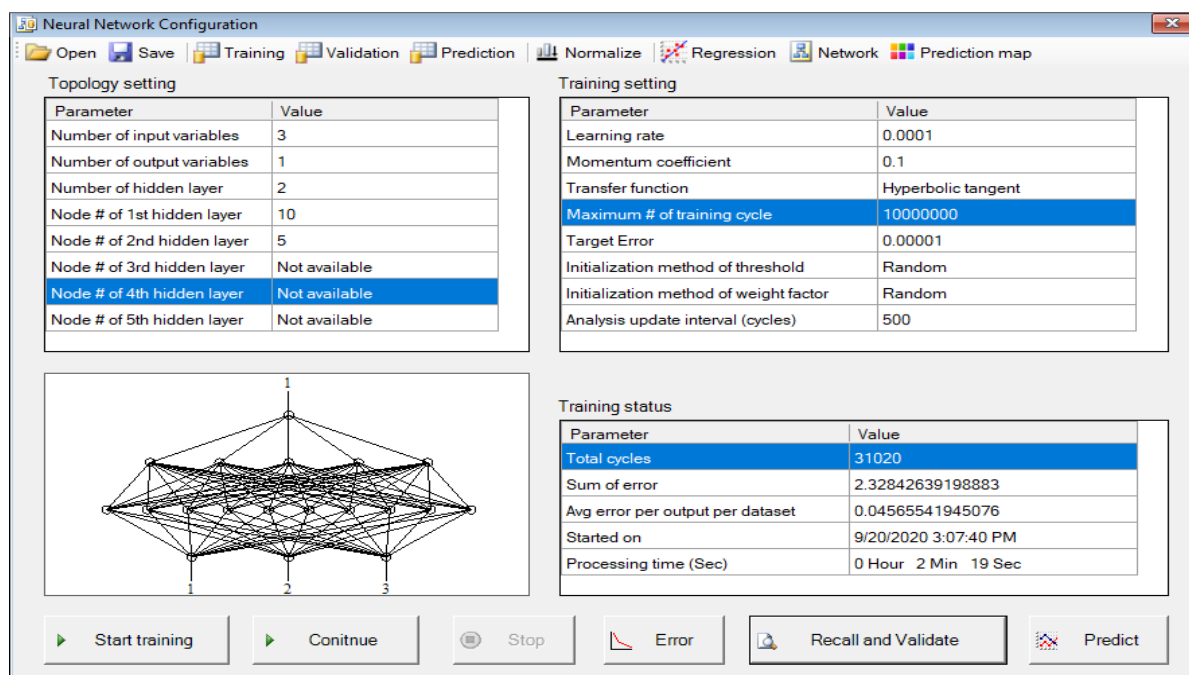 Neural Network Configuration
Open Save Training Validation Prediction Normalize Regression Network Prediction map
Topology setting
Parameter Value
Number of input variables 3
Number of output variables 1
Number of hidden layer 2
Node # of 1st hidden layer 10
Node # of 2nd hidden layer 5
Node # of 3rd hidden layer Not available
Node # of 4th hidden layer Not available
Node # of 5th hidden layer Not available
Training setting
Parameter Value
Learning rate 0.0001
Momentum coefficient 0.1
Transfer function Hyperbolic tangent
Maximum # of training cycle 10000000
Target Error 0.00001
Initialization method of threshold Random
Initialization method of weight factor Random
Analysis update interval (cycles) 500
1
1 2 3
Training status
Parameter Value
Total cycles 31020
Sum of error 2.32842639198883
Avg error per output per dataset 0.04565541945076
Started on 9/20/2020 3:07:40 PM
Processing time (Sec) 0 Hour 2 Min 19 Sec
Start training Conitnue Stop Error Recall and Validate Predict